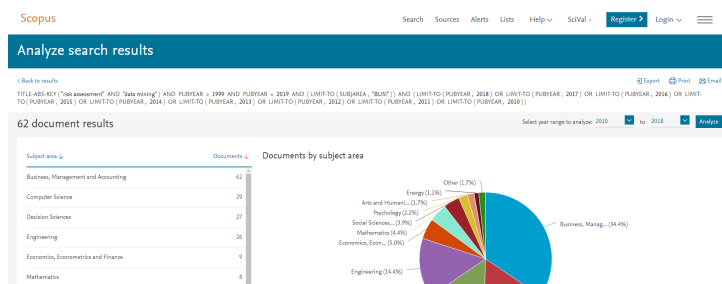 Scopus
Search Sources Alerts Lists Help SciVal Register Login
Analyze search results
Back to results
Export Print Email
TITLE-ABS-KEY ("risk assessment" AND "data mining") AND PUBYEAR > 1999 AND PUBYEAR < 2019 AND (LIMIT-TO (SUBJAREA , "BUSI")) AND (LIMIT-TO (PUBYEAR , 2018) OR LIMIT-TO (PUBYEAR , 2017) OR LIMIT-TO (PUBYEAR , 2016) OR LIMIT-
TO (PUBYEAR , 2015) OR LIMIT-TO (PUBYEAR , 2014) OR LIMIT-TO (PUBYEAR , 2013) OR LIMIT-TO (PUBYEAR , 2012) OR LIMIT-TO (PUBYEAR , 2011) OR LIMIT-TO (PUBYEAR , 2010))
62 document results
Select year range to analyze: 2010 to 2018 Analyze
Subject area Documents
Business, Management and Accounting 62
Computer Science 29
Decision Sciences 27
Engineering 26
Economics, Econometrics and Finance 9
Mathematics 8
Documents by subject area
Other (1.7%)
Energy (1.1%)
Arts and Humani... (1.7%)
Psychology (2.2%)
Social Sciences... (3.9%)
Mathematics (4.4%)
Economics, Econ... (5.0%)
Engineering (14.4%)
Business, Manag... (34.4%)